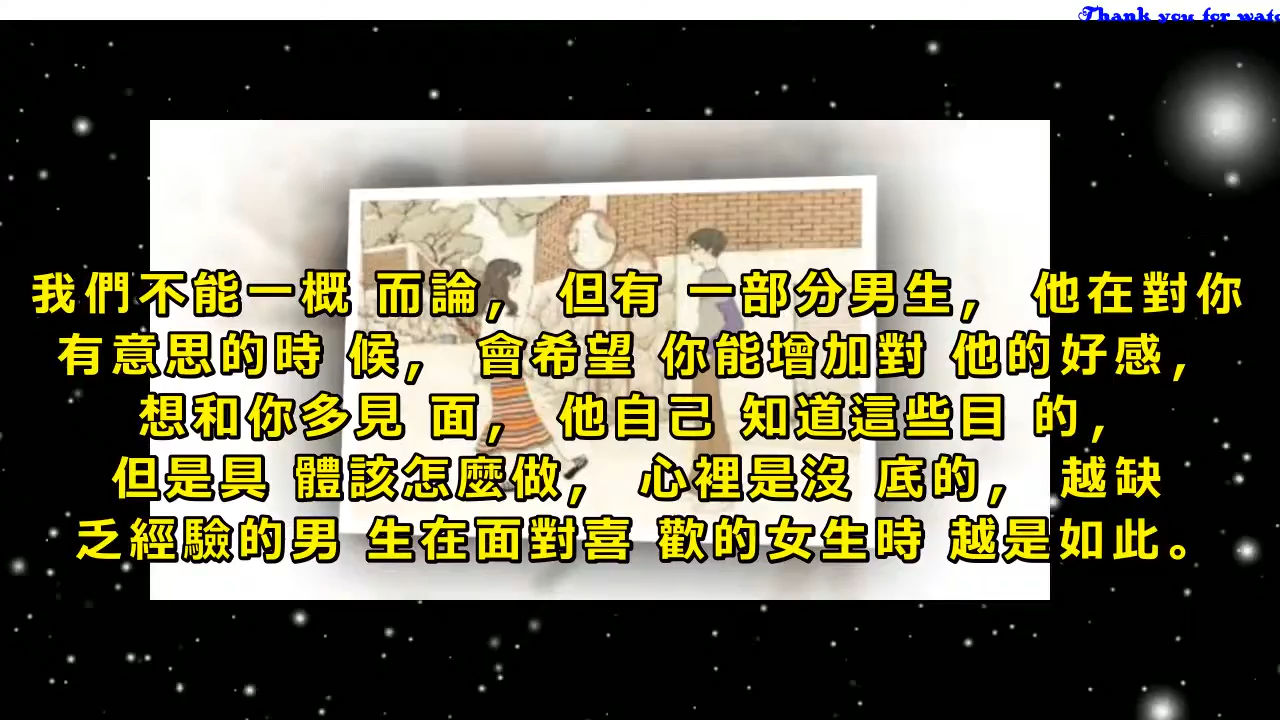 Thank you for watc
我們不能一概 而論， 但有 一部分男生， 他在對你
有意思的時 候， 會希望 你能增加對 他的好感，
想和你多見 面， 他自己 知道這些目 的，
但是具 體該怎麼做， 心裡是沒 底的， 越缺
乏經驗的男 生在面對喜 歡的女生時 越是如此。